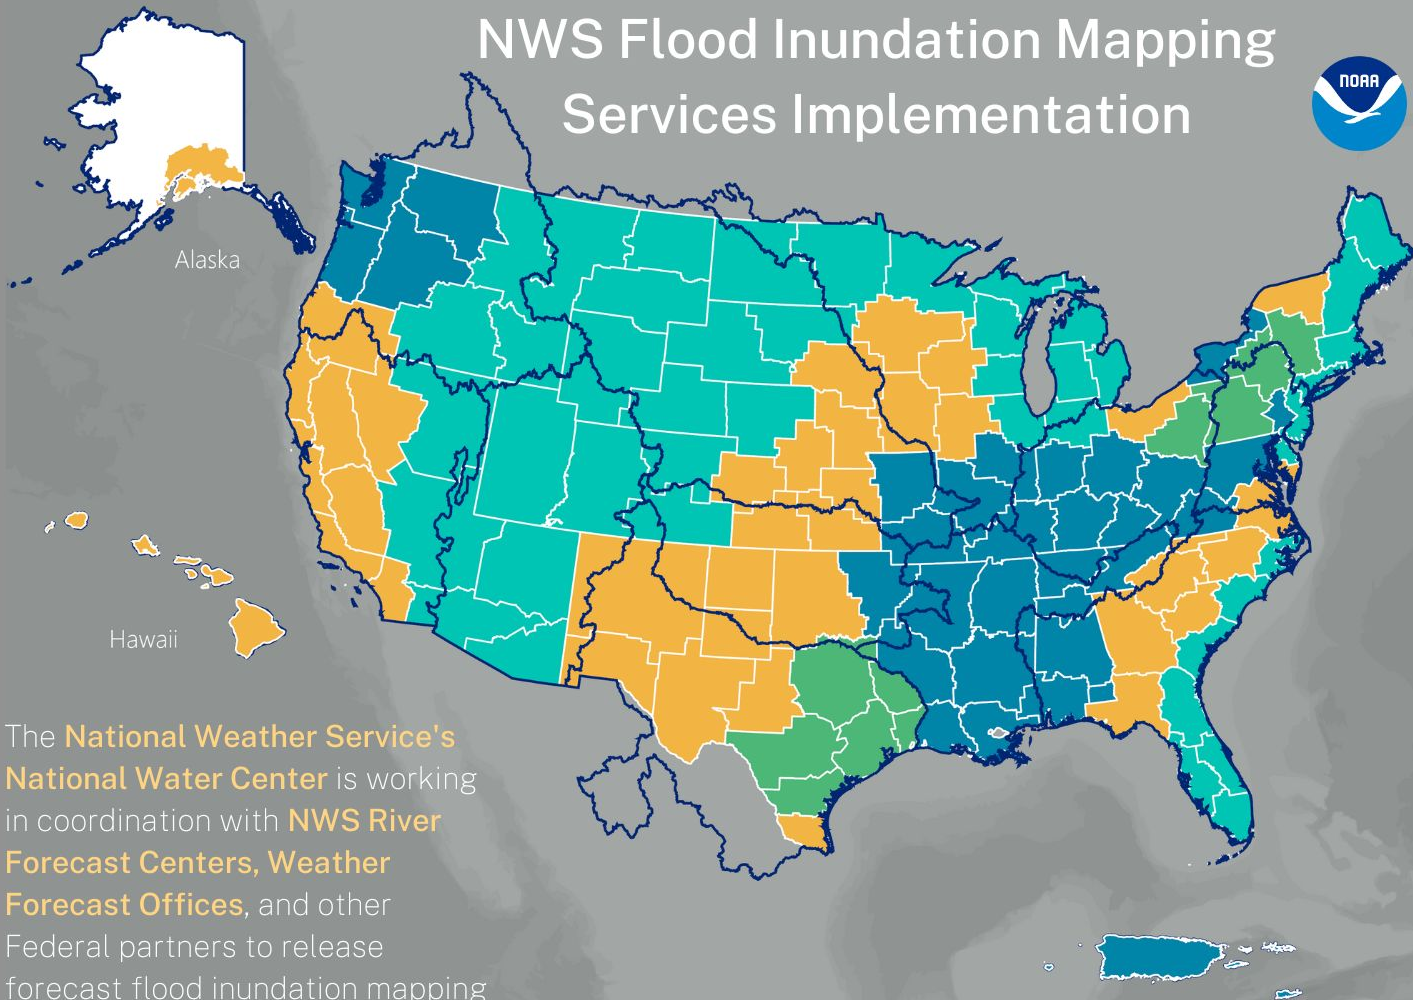 NWS Flood Inundation Mapping
Services Implementation
NOAA
Alaska
Hawaii
The National Weather Service's
National Water Center is working
in coordination with NWS River
Forecast Centers, Weather
Forecast Offices, and other
Federal partners to release
forecast flood inundation mapping